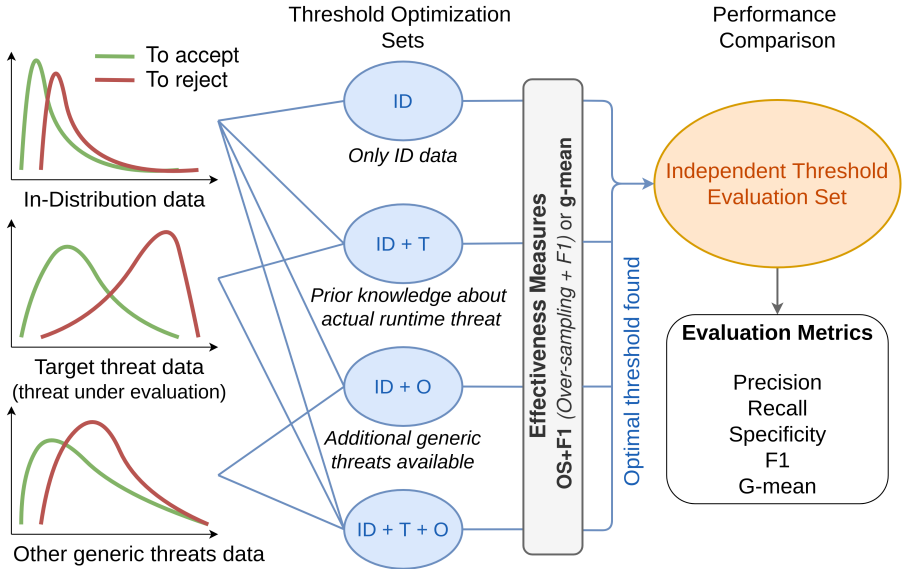 Threshold Optimization
Sets
Performance
Comparison
To accept
To reject
In-Distribution data
Target threat data
(threat under evaluation)
Other generic threats data
ID
Only ID data
ID + T
Prior knowledge about
actual runtime threat
ID + O
Additional generic
threats available
ID + T + O
Effectiveness Measures
OS+F1 (Over-sampling + F1) or g-mean
Optimal threshold found
Independent Threshold
Evaluation Set
Evaluation Metrics
Precision
Recall
Specificity
F1
G-mean